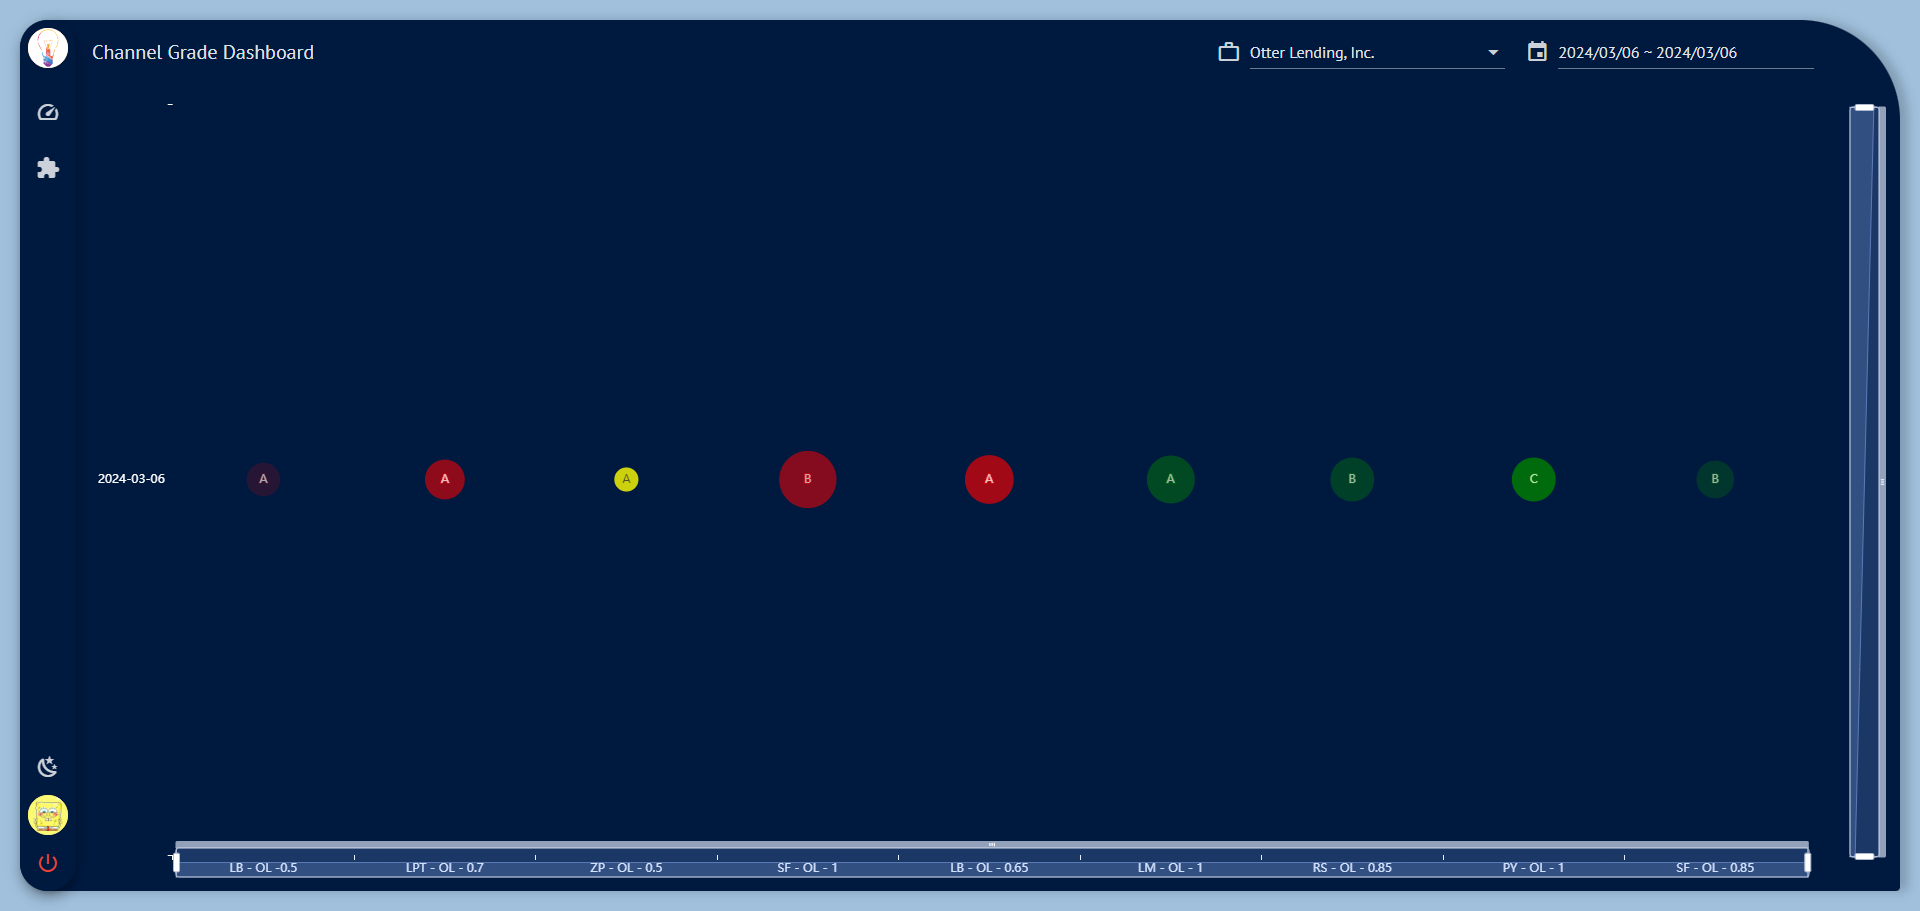 Channel Grade Dashboard
Otter Lending, Inc.
2024/03/06 ~ 2024/03/06
2024-03-06
A A A B A A B C B
LB - OL -0.5 LPT - OL - 0.7 ZP - OL - 0.5 SF - OL - 1 LB - OL - 0.65 LM - OL - 1 RS - OL - 0.85 PY - OL - 1 SF - OL - 0.85